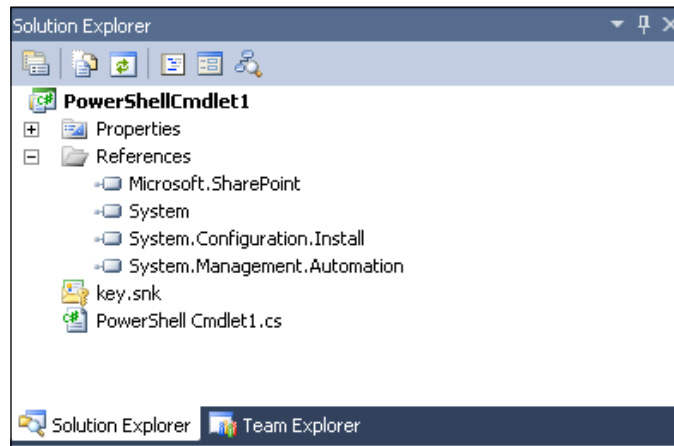 Solution Explorer
PowerShellCmdlet1
Properties
References
Microsoft.SharePoint
System
System.Configuration.Install
System.Management.Automation
key.snk
PowerShell Cmdlet1.cs
Solution Explorer Team Explorer